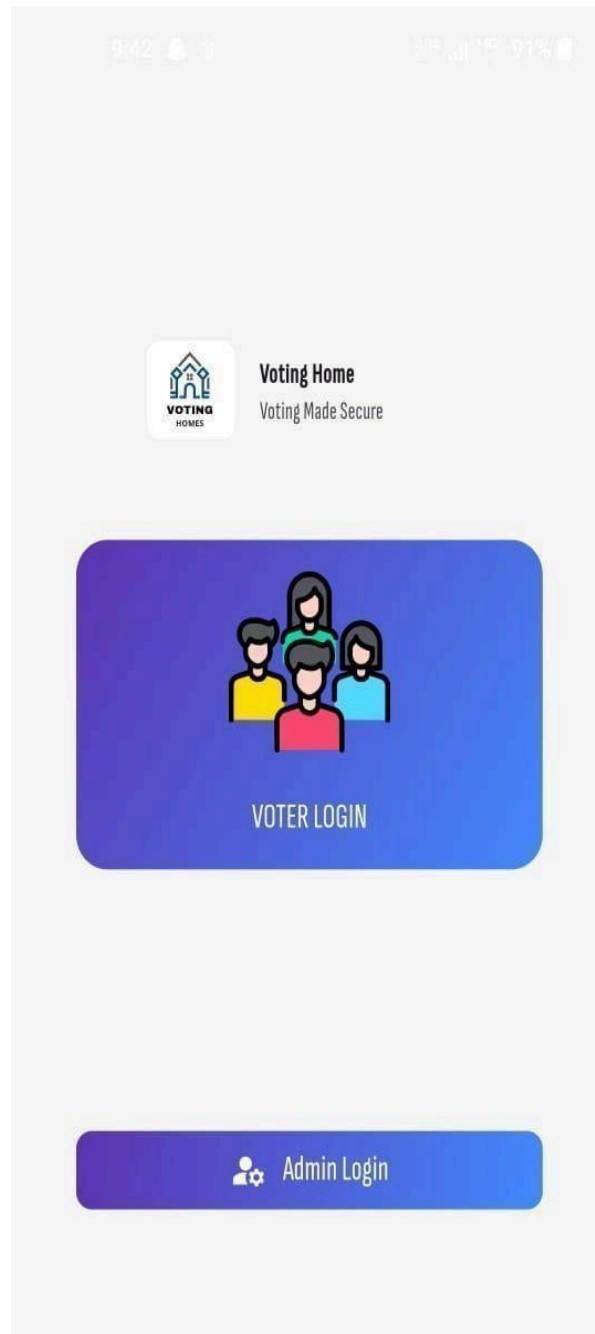 9:42
91%
VOTING
HOMES
Voting Home
Voting Made Secure
VOTER LOGIN
Admin Login